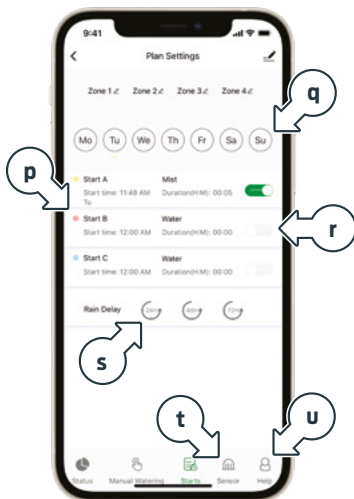 9:41
Plan Settings
Zone 1 Zone 2 Zone 3 Zone 4
q
Mo Tu We Th Fr Sa Su
p
Start A Mist
Start time: 11:48 AM Duration(H:M): 00:05
Tu
Start B Water
Start time: 12:00 AM Duration(H:M): 00:00
r
Start C Water
Start time: 12:00 AM Duration(H:M): 00:00
Rain Delay 24H 48H 72H
s
t
u
Status Manual Watering Starts Sensor Help